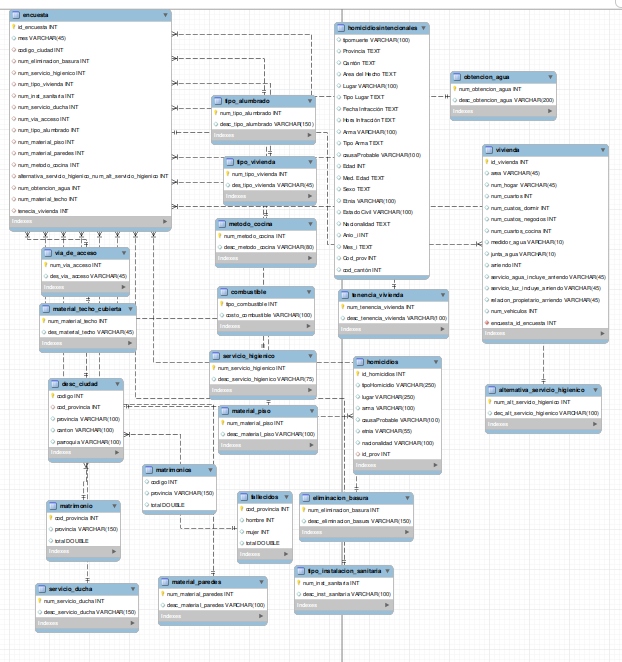 encuesta
id_encuesta INT
mes VARCHAR(45)
codigo_ciudad INT
num_eliminacion_basura INT
num_servicio_higienico INT
num_tipo_vivienda INT
num_inst_sanitaria INT
num_servicio_ducha INT
num_via_acceso INT
num_tipo_alumbrado INT
num_material_piso INT
num_material_paredes INT
num_metodo_cocina INT
alternativa_servicio_higienico_num_alt_servicio_higienico INT
num_obtencion_agua INT
num_material_techo INT
tenecia_vivienda INT
Indexes
via_de_acceso
num_via_acceso INT
des_via_acceso VARCHAR(45)
Indexes
material_techo_cubierta
num_material_techo INT
des_material_techo VARCHAR(45)
Indexes
desc_ciudad
codigo INT
cod_provincia INT
provincia VARCHAR(100)
canton VARCHAR(100)
parroquia VARCHAR(100)
Indexes
matrimonio
cod_provincia INT
provincia VARCHAR(150)
total DOUBLE
Indexes
servicio_ducha
num_servicio_ducha INT
desc_servicio_ducha VARCHAR(150)
Indexes
matrimonios
codigo INT
provincia VARCHAR(150)
total DOUBLE
material_paredes
num_material_paredes INT
desc_material_paredes VARCHAR(100)
Indexes
tipo_alumbrado
num_tipo_alumbrado INT
desc_tipo_alumbrado VARCHAR(150)
Indexes
tipo_vivienda
num_tipo_vivienda INT
des_tipo_vivienda VARCHAR(45)
Indexes
metodo_cocina
num_metodo_cocina INT
desc_metodo_cocina VARCHAR(80)
Indexes
combustible
tipo_combustible INT
costo_combustible VARCHAR(100)
Indexes
servicio_higienico
num_servicio_higienico INT
desc_servicio_higienico VARCHAR(75)
Indexes
material_piso
num_material_piso INT
desc_material_piso VARCHAR(100)
Indexes
fallecidos
cod_provincia INT
hombre INT
mujer INT
total DOUBLE
Indexes
homicidiosintencionales
tipomuerte VARCHAR(100)
Provincia TEXT
Cantón TEXT
Area del Hecho TEXT
Lugar VARCHAR(100)
Tipo Lugar TEXT
Fecha Infracción TEXT
Hora Infracción TEXT
Arma VARCHAR(100)
Tipo Arma TEXT
causaProbable VARCHAR(100)
Edad INT
Med. Edad TEXT
Sexo TEXT
Etnia VARCHAR(100)
Estado Civil VARCHAR(100)
Nacionalidad TEXT
Mes_i TEXT
Cod_prov INT
cod_cantón INT
tenencia_vivienda
num_tenencia_vivienda INT
desc_tenencia_vivienda VARCHAR(100)
Indexes
homicidios
id_homicidios INT
tipoHomicidio VARCHAR(250)
lugar VARCHAR(250)
arma VARCHAR(100)
causaProbable VARCHAR(100)
etnia VARCHAR(55)
nacionalidad VARCHAR(100)
id_prov INT
Indexes
eliminacion_basura
num_eliminacion_basura INT
desc_eliminacion_basura VARCHAR(150)
Indexes
tipo_instalacion_sanitaria
num_inst_sanitaria INT
desc_inst_sanitaria VARCHAR(100)
Indexes
obtencion_agua
num_obtencion_agua INT
desc_obtencion_agua VARCHAR(200)
Indexes
vivienda
id_vivienda INT
area VARCHAR(45)
num_hogar VARCHAR(45)
num_cuartos INT
num_cuatos_dormir INT
num_cuatos_negocios INT
num_cuartos_cocina INT
medidor_agua VARCHAR(10)
junta_agua VARCHAR(10)
arriendo INT
servicio_agua_incluye_arriendo VARCHAR(45)
servicio_luz_incluye_arriendo VARCHAR(45)
relacion_propietario_arriendo VARCHAR(45)
num_vehiculos INT
encuesta_id_encuesta INT
Indexes
alternativa_servicio_higienico
num_alt_servicio_higienico INT
dec_alt_servicio_higienico VARCHAR(100)
Indexes